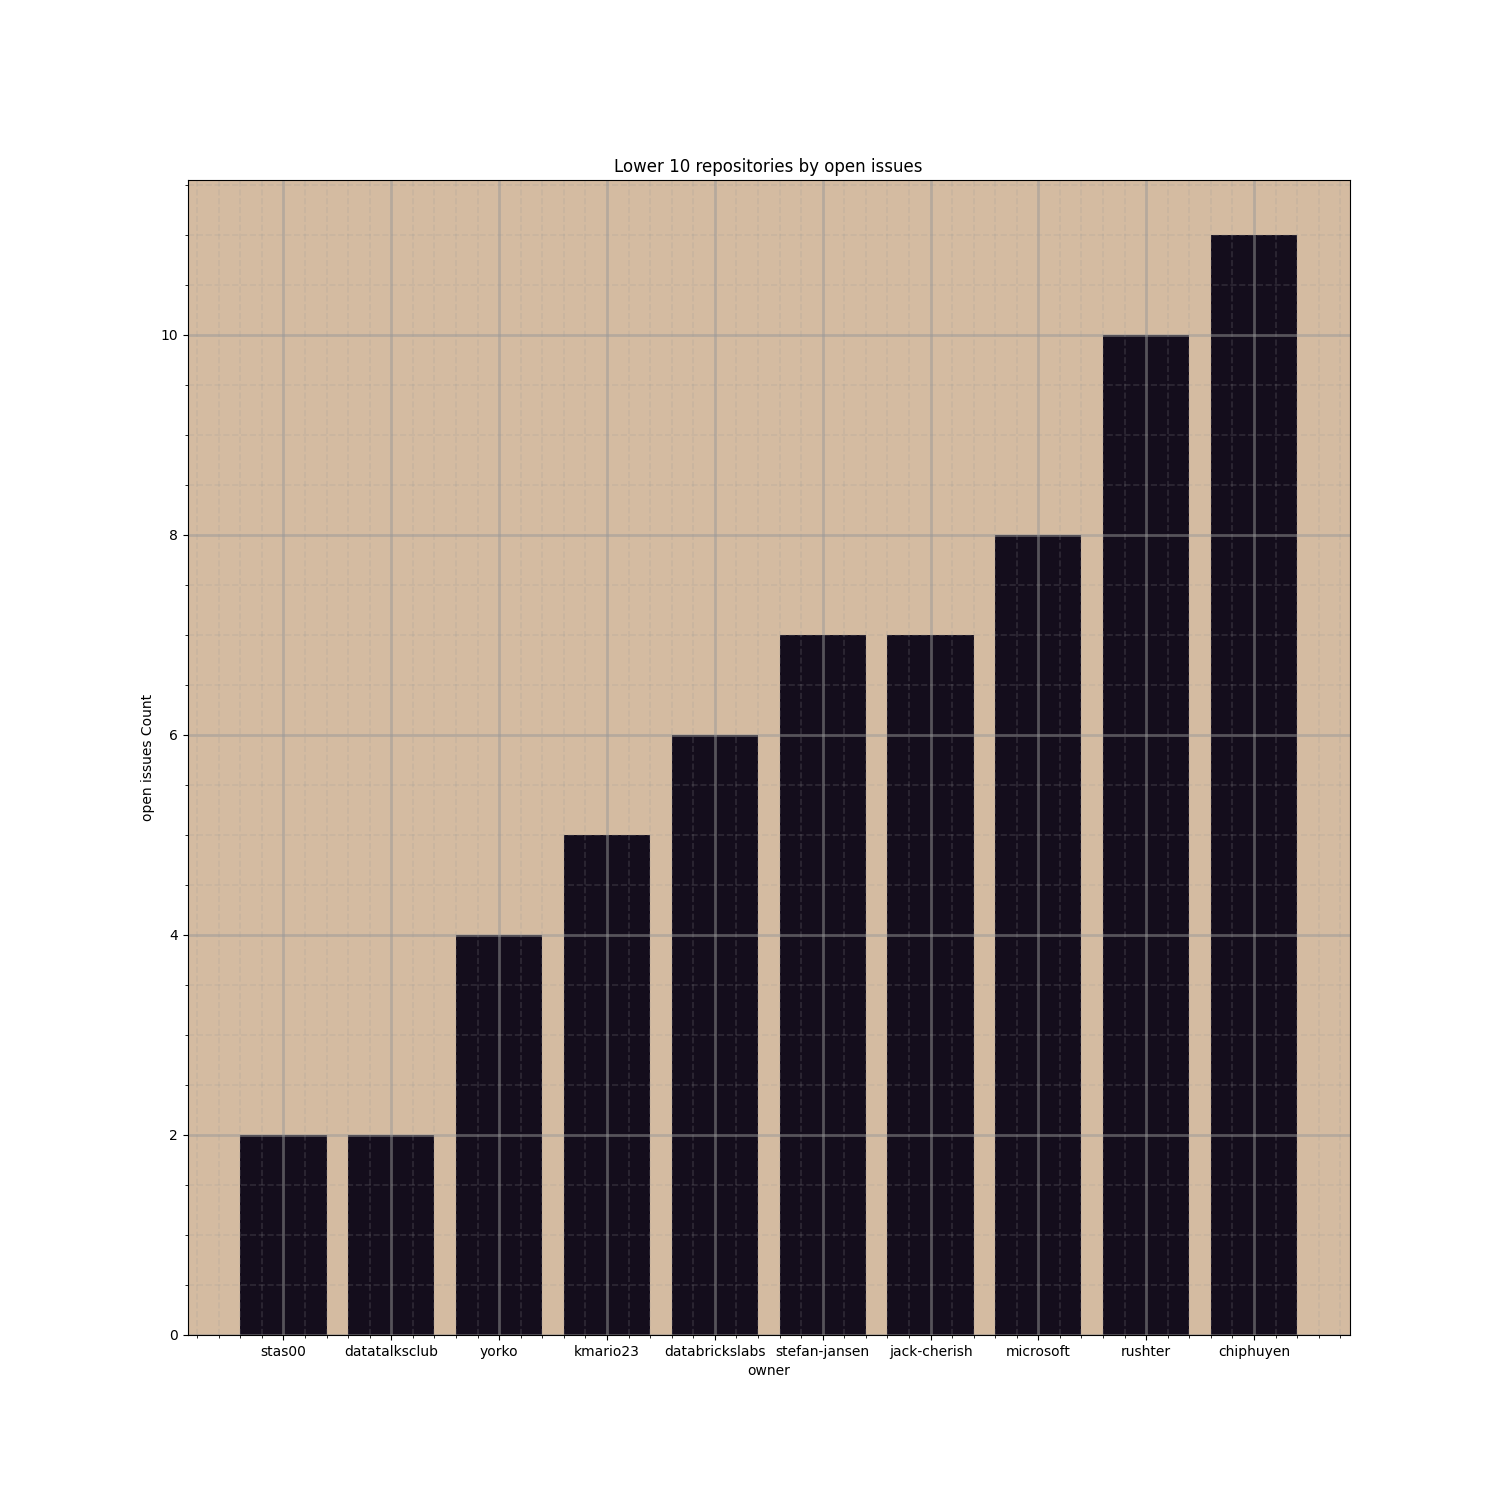 Lower 10 repositories by open issues
open issues Count
10
8
6
4
2
0
stas00 datatalksclub yorko kmario23 databrickslabs stefan-jansen jack-cherish microsoft rushter chiphuyen
owner